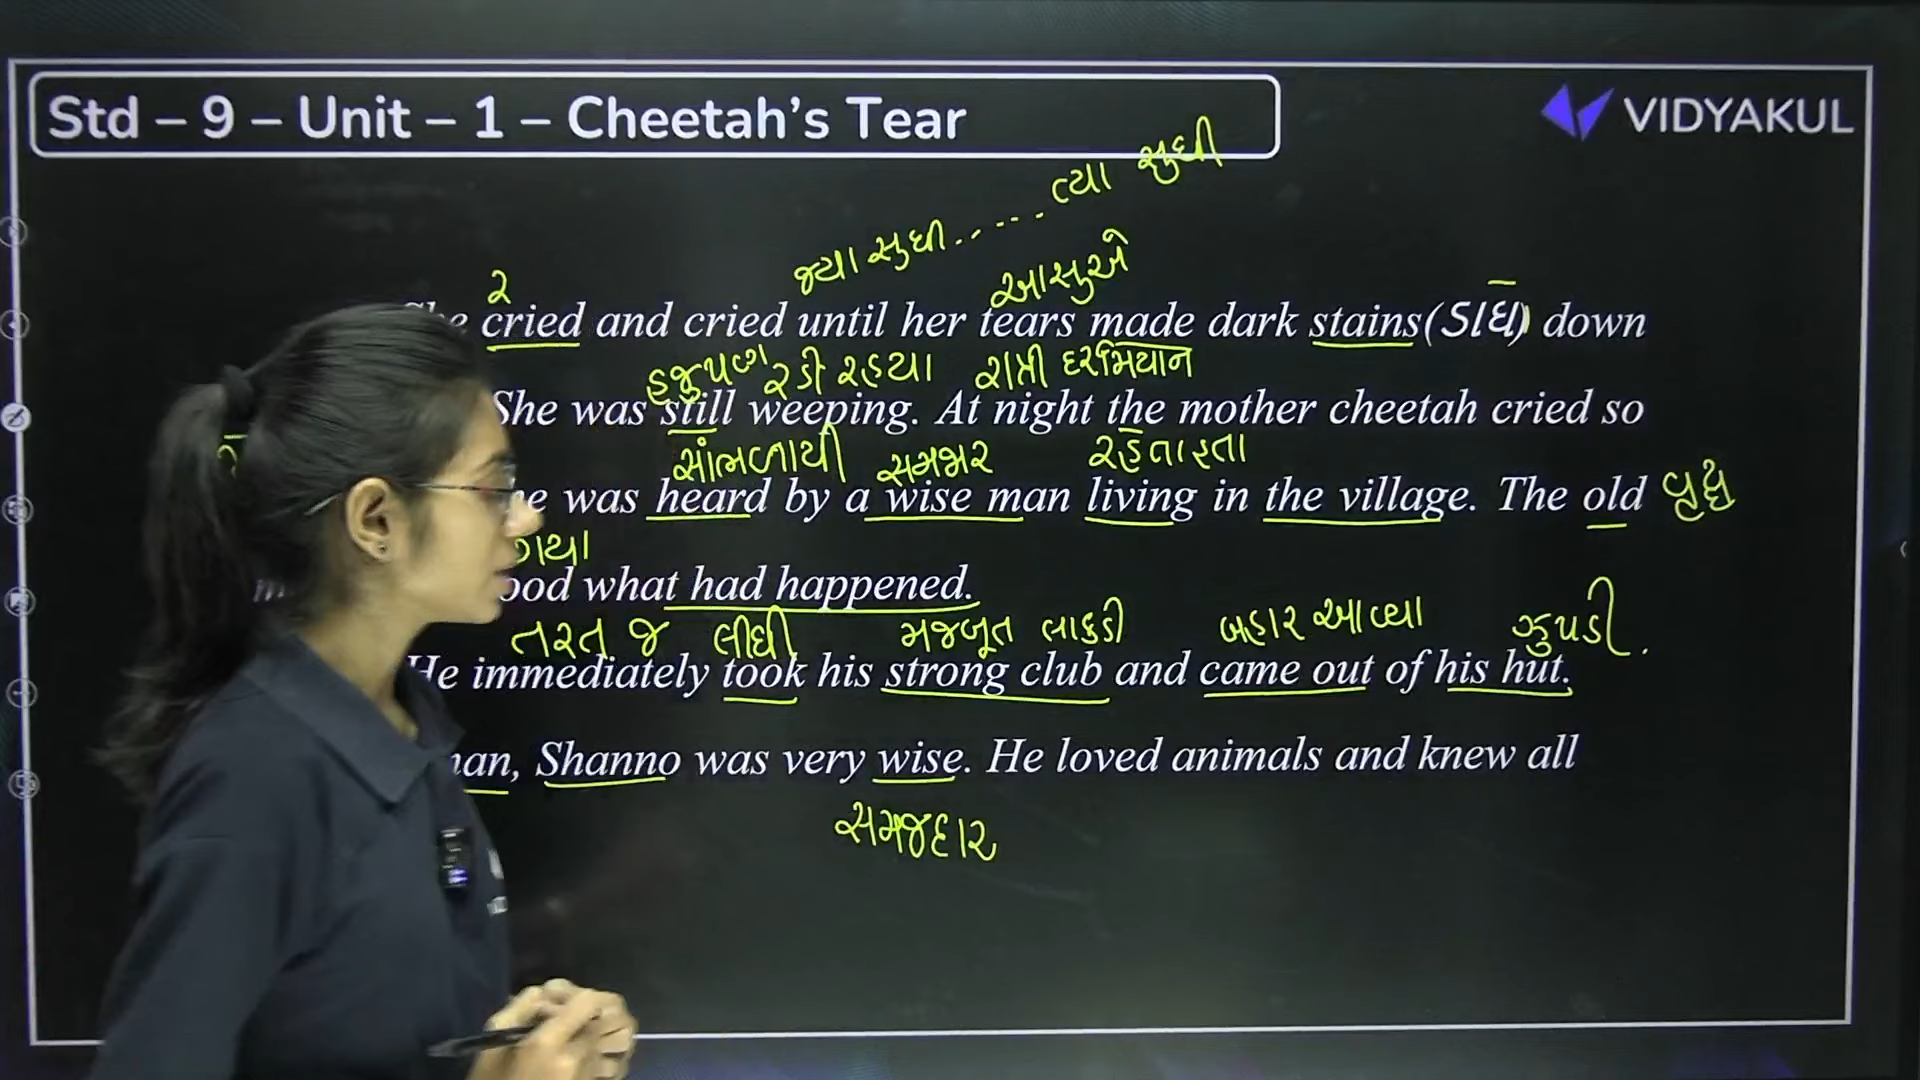 Std – 9 – Unit – 1 – Cheetah's Tear
VIDYAKUL
જ્યા સુધી..... ત્યા સુધી
૨ આસુએ
cried and cried until her tears made dark stains(ડાઘ) down
હજુપણ રડી રહયા રાત્રી દરમિયાન
She was still weeping. At night the mother cheetah cried so
સાંભળાયી સમજાર રહેતાહતા
was heard by a wise man living in the village. The old વૃધ્ધ
ગયા
what had happened.
તરત જ લીધી મજબૂત લાકડી બહાર આવ્યા ઝુપડી.
He immediately took his strong club and came out of his hut.
Shanno was very wise. He loved animals and knew all
સમજદાર